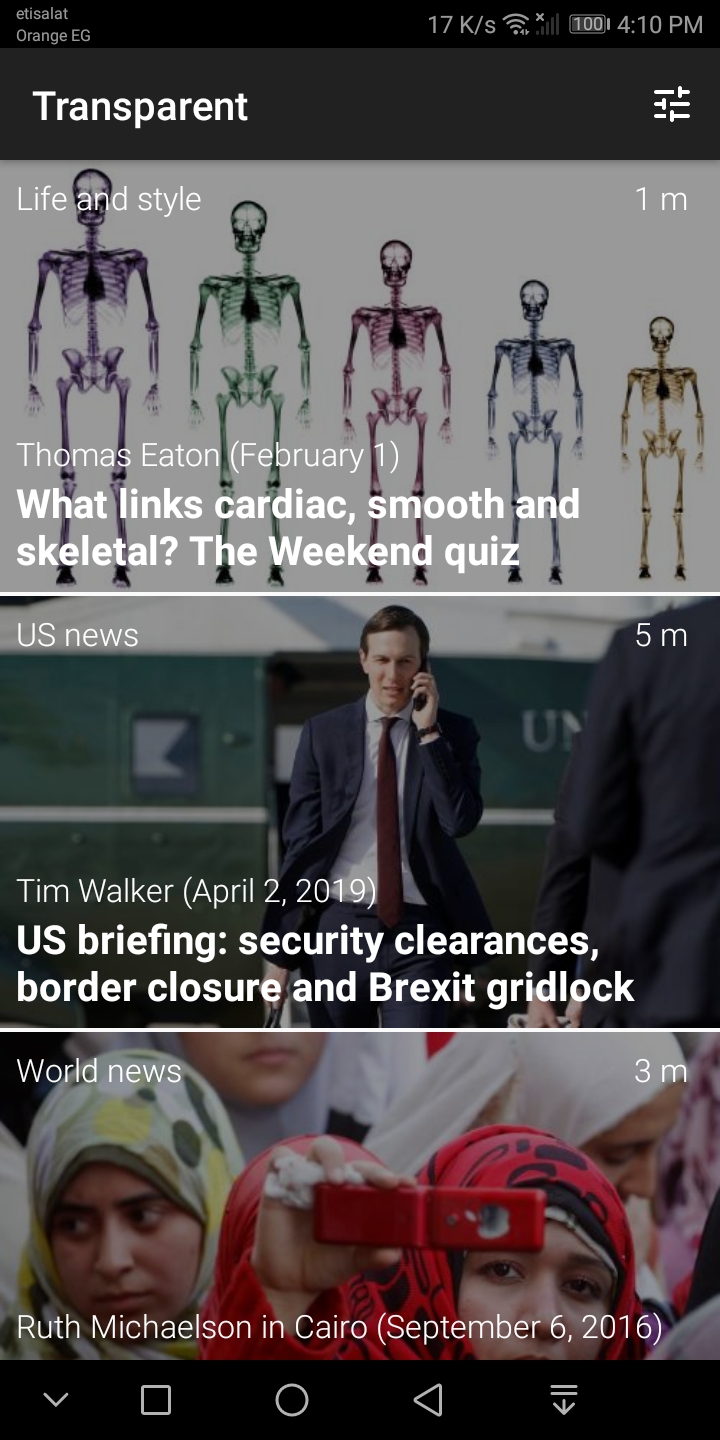 etisalat
Orange EG
17 K/s
100
4:10 PM
Transparent
Life and style
1 m
Thomas Eaton (February 1)
What links cardiac, smooth and
skeletal? The Weekend quiz
US news
5 m
UN
Tim Walker (April 2, 2019)
US briefing: security clearances,
border closure and Brexit gridlock
World news
3 m
Ruth Michaelson in Cairo (September 6, 2016)